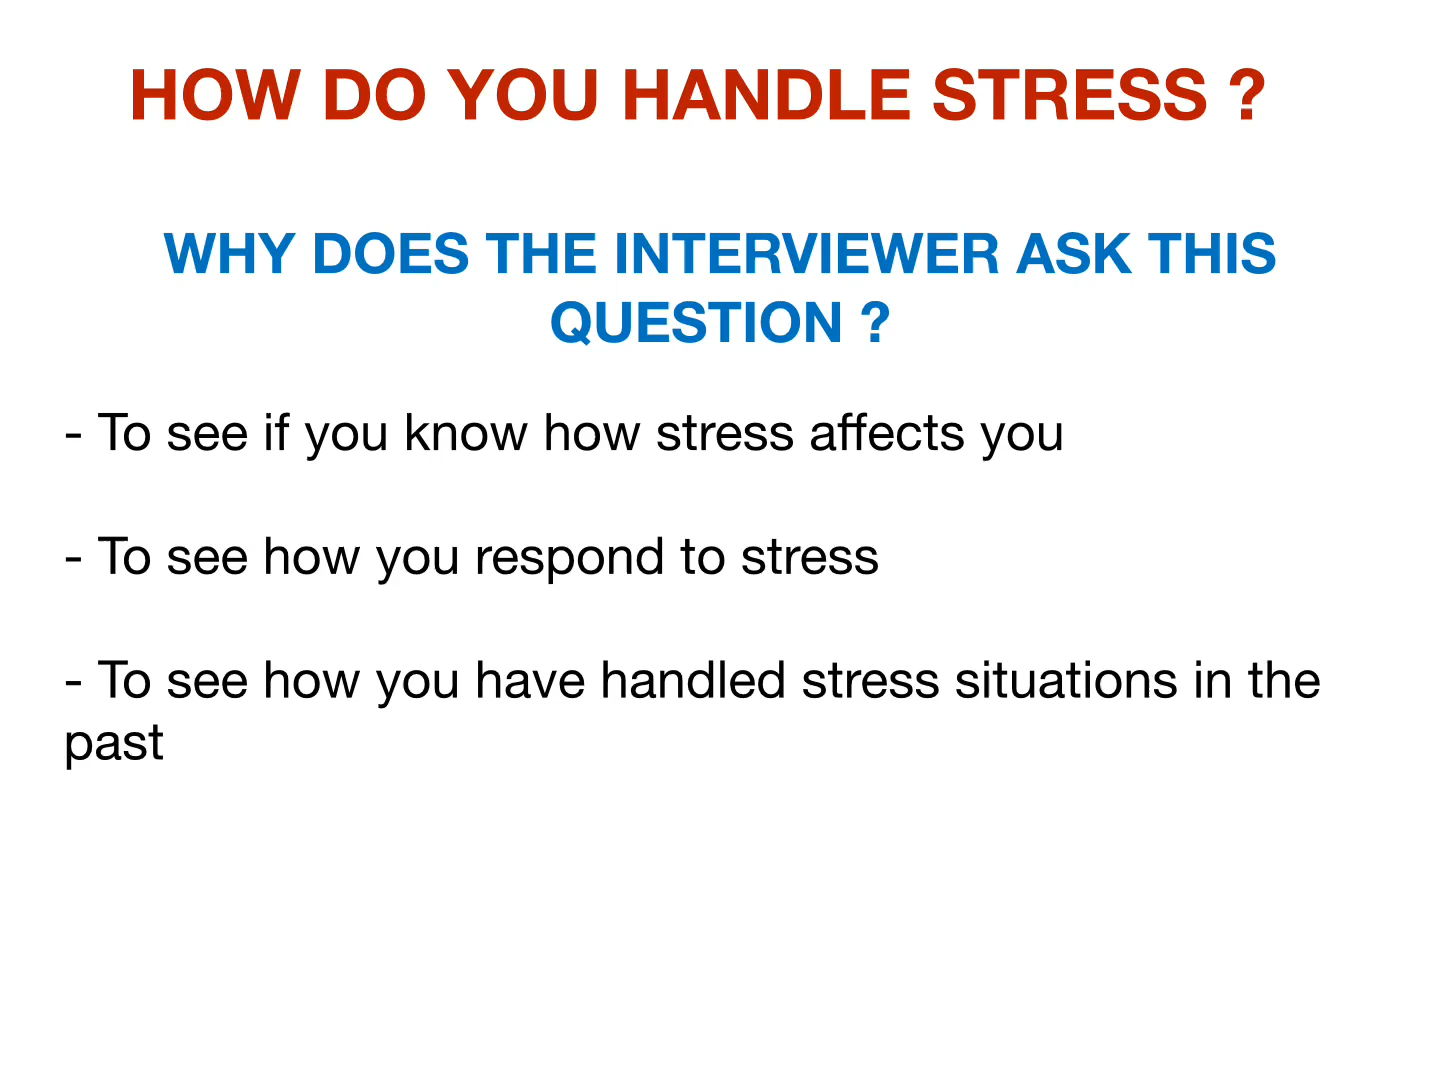 HOW DO YOU HANDLE STRESS ?
WHY DOES THE INTERVIEWER ASK THIS
QUESTION ?
- To see if you know how stress affects you
- To see how you respond to stress
- To see how you have handled stress situations in the
past